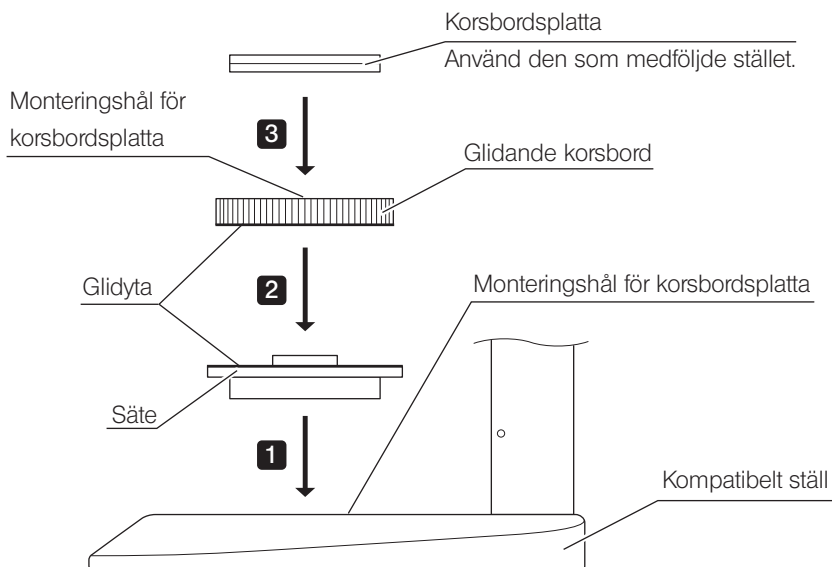 Korsbordsplatta
Använd den som medföljde stället.
Monteringshål för
korsbordsplatta
3
Glidande korsbord
2
Glidyta
Monteringshål för korsbordsplatta
Säte
1
Kompatibelt ställ